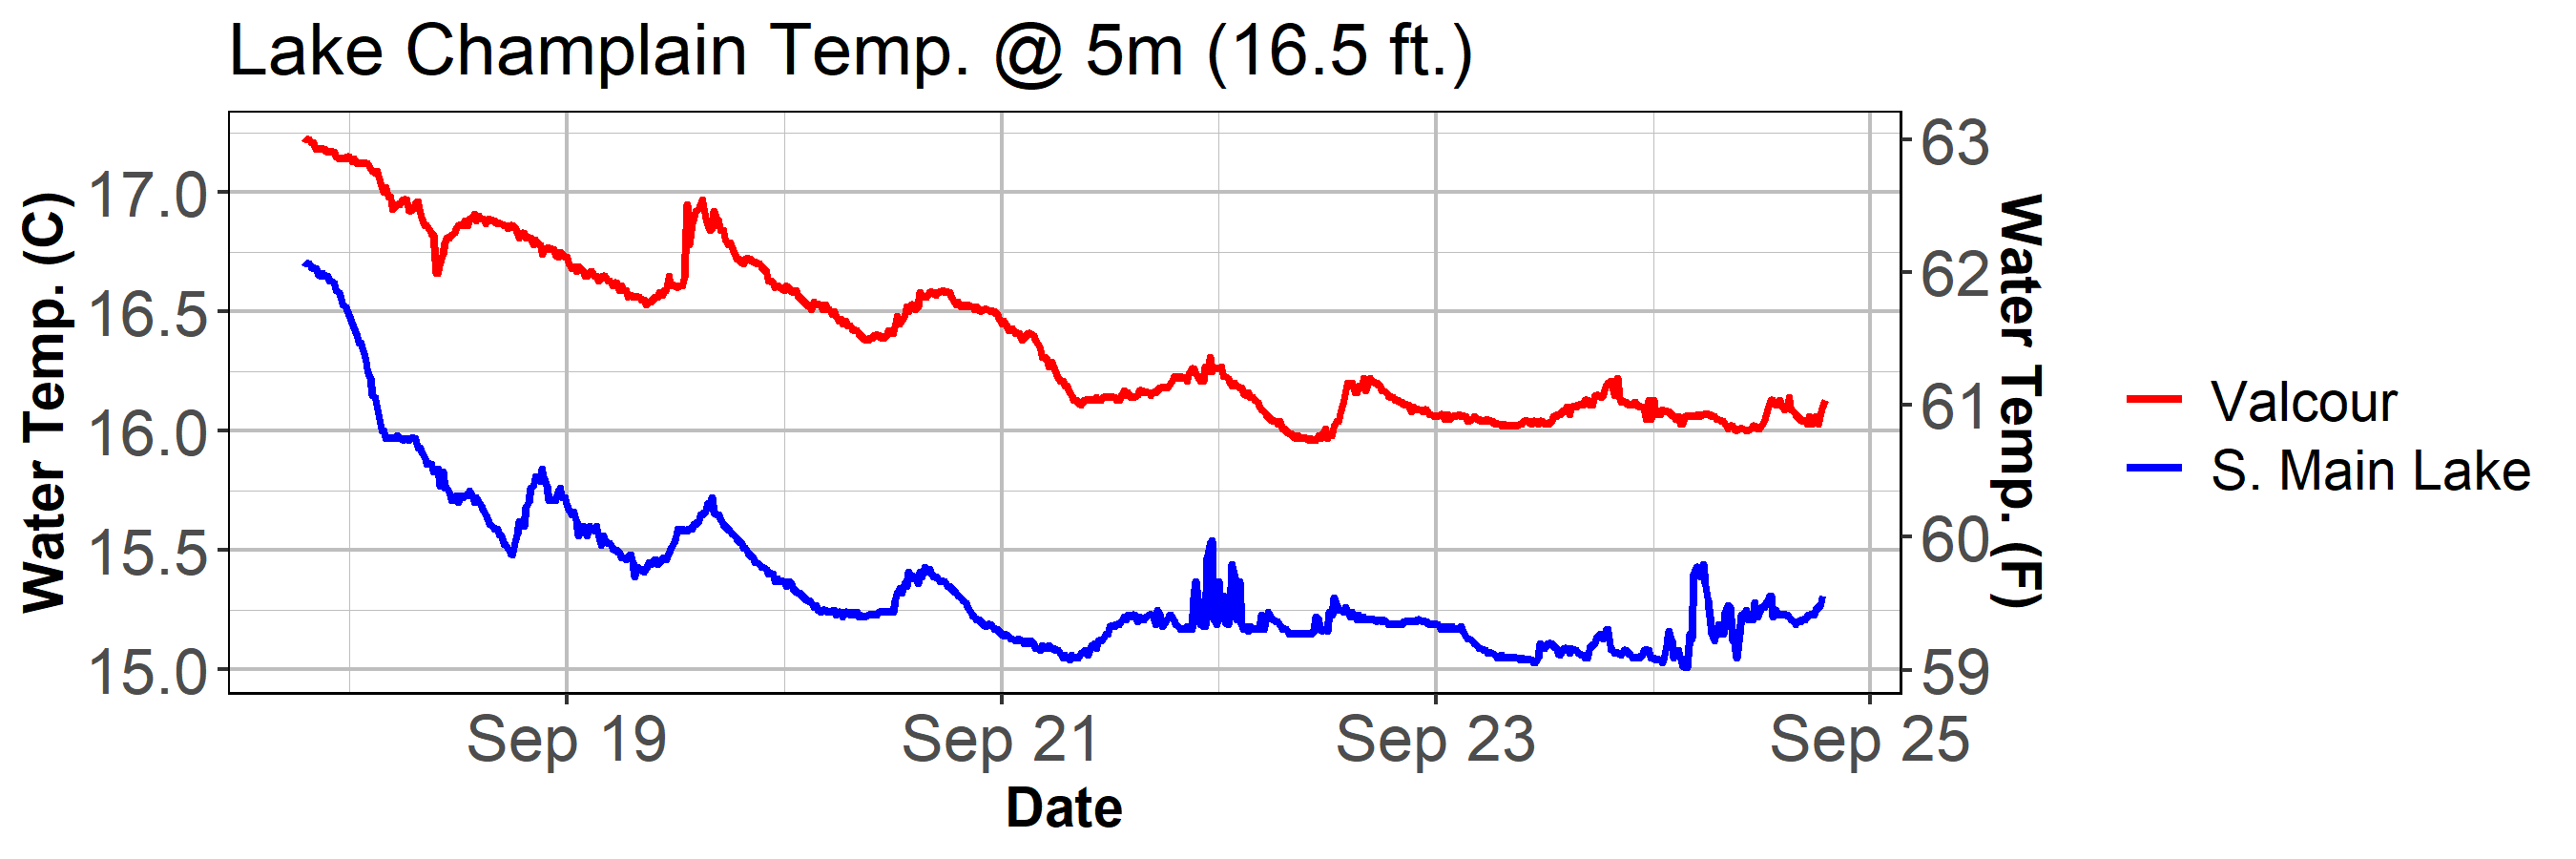 Lake Champlain Temp. @ 5m (16.5 ft.)
Water Temp. (C)
17.0
16.5
16.0
15.5
15.0
63
62
61
60
59
Water Temp. (F)
Sep 19
Sep 21
Sep 23
Sep 25
Date
Valcour
S. Main Lake